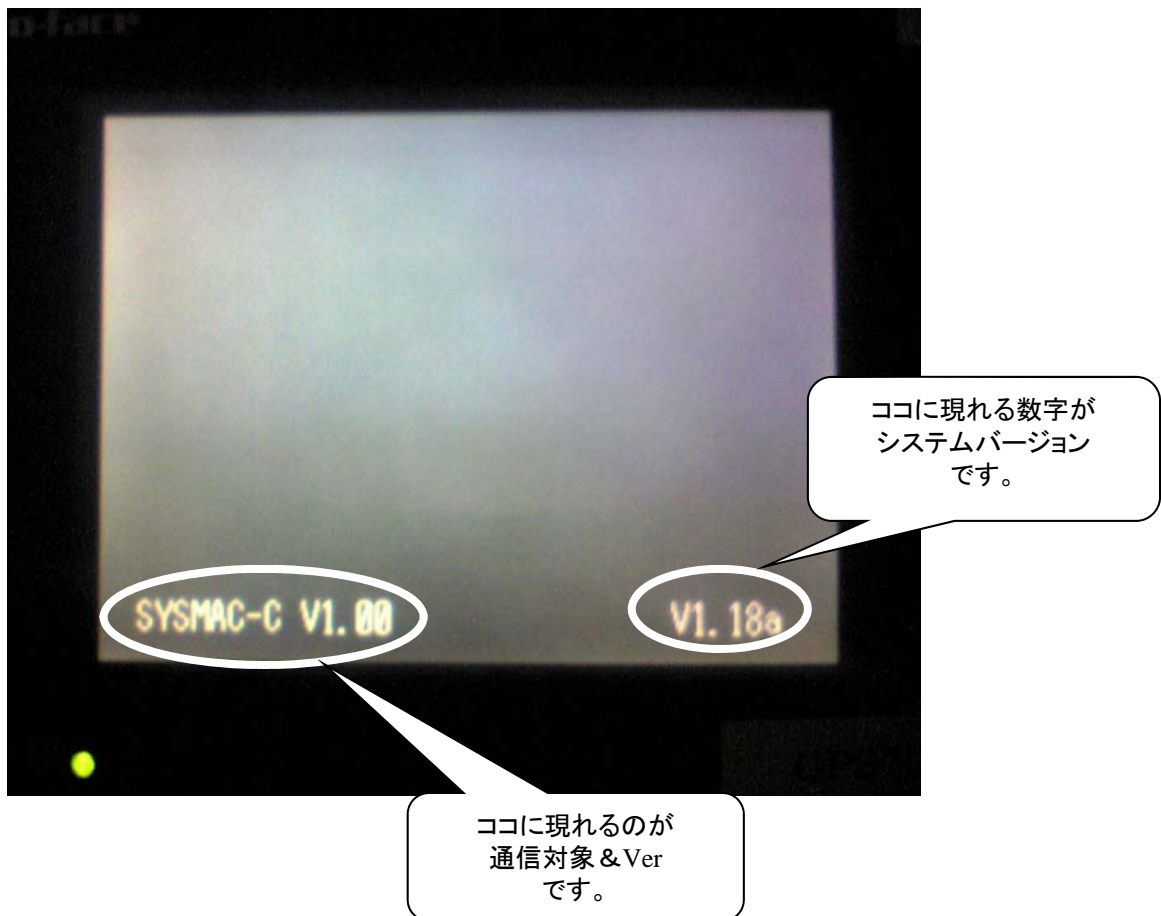 ココに現れる数字が
システムバージョン
です。
SYSMAC-C V1.00
V1.18a
ココに現れるのが
通信対象＆Ver
です。